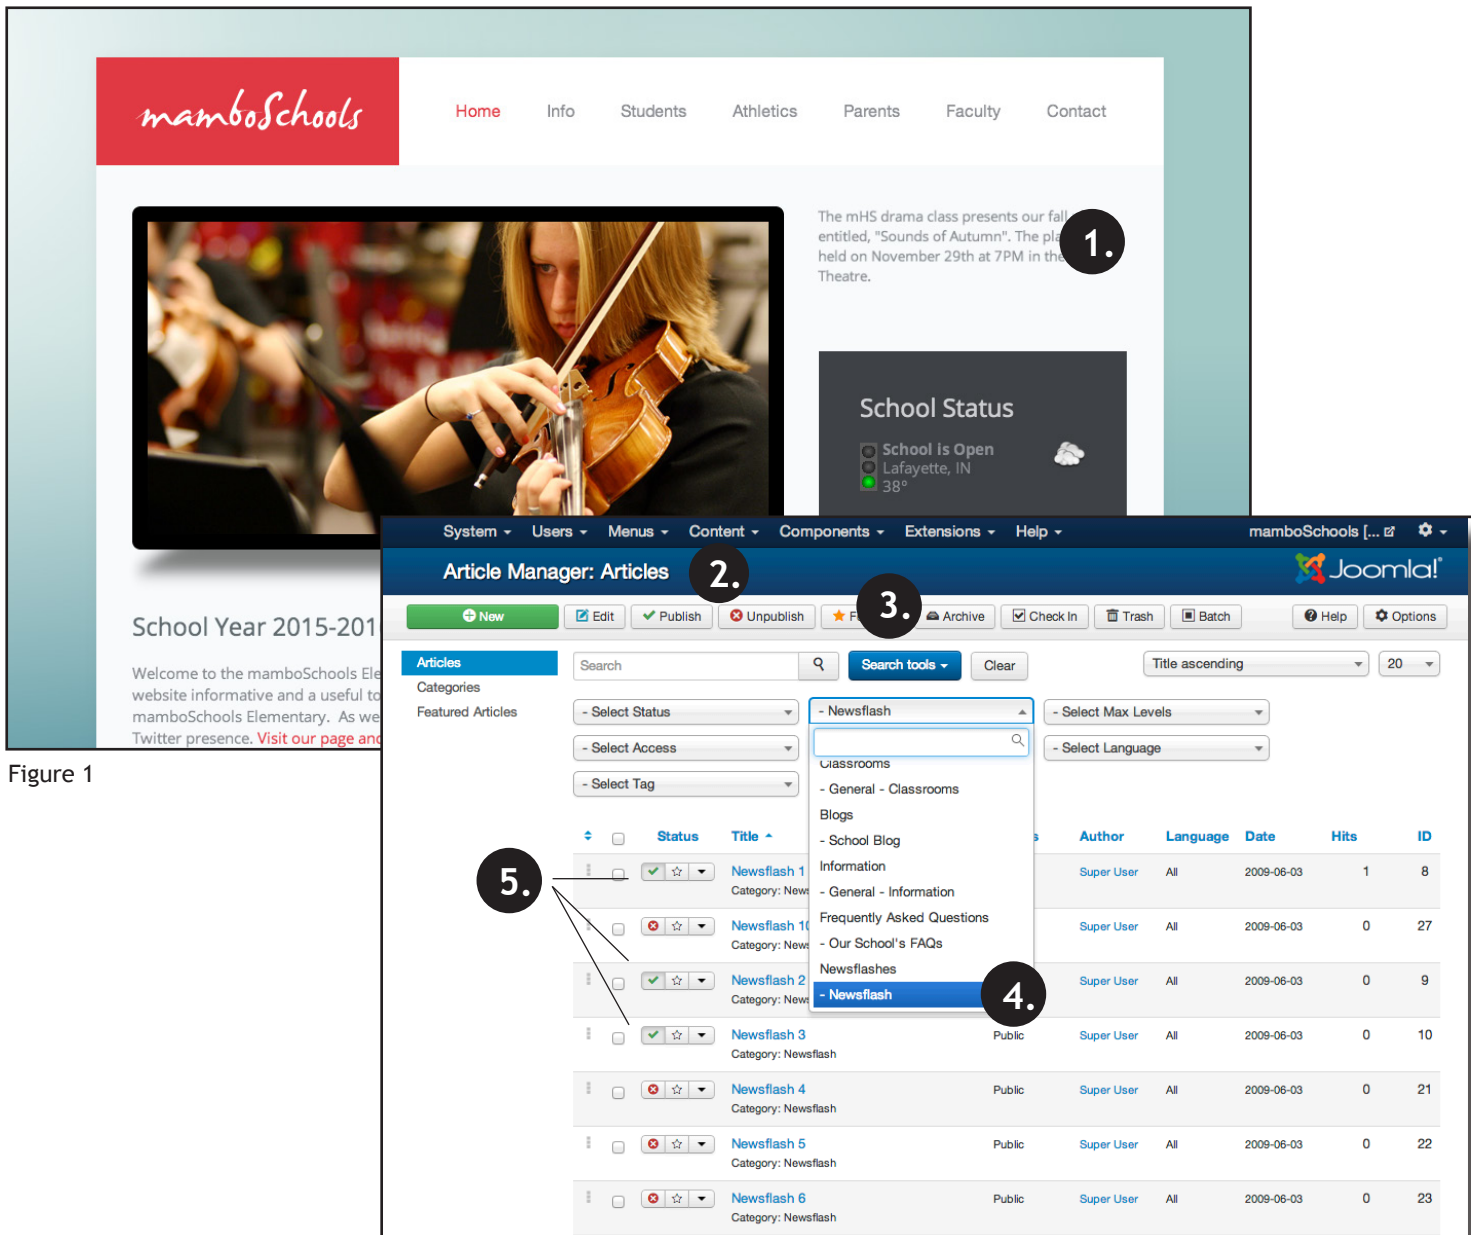 mamboSchools
Home Info Students Athletics Parents Faculty Contact
The mHS drama class presents our fall
entitled, "Sounds of Autumn". The
held on November 29th at 7PM in the
Theatre.
1.
School Status
School is Open
Lafayette, IN
38°
School Year 2015-201
Welcome to the mamboSchools
website informative and a useful
mamboSchools Elementary. As
Twitter presence. Visit our page
Figure 1
System Users Menus Content Components Extensions Help mamboSchools [...
Article Manager: Articles 2. Joomla!
3.
New Edit Publish Unpublish Archive Check In Trash Batch Help Options
Articles
Categories
Featured Articles
Search Search tools Clear Title ascending 20
- Select Status - Newsflash - Select Max Levels
- Select Access - Select Language
- Select Tag
Classrooms
- General - Classrooms
Blogs
- School Blog
Information
- General - Information
Frequently Asked Questions
- Our School's FAQs
Newsflashes
- Newsflash
4.
5.
Status Title Author Language Date Hits ID
Newsflash 1 Super User All 2009-06-03 1 8
Category:
Newsflash 10 Super User All 2009-06-03 0 27
Category:
Newsflash 2 Super User All 2009-06-03 0 9
Category:
Newsflash 3 Public Super User All 2009-06-03 0 10
Category: Newsflash
Newsflash 4 Public Super User All 2009-06-03 0 21
Category: Newsflash
Newsflash 5 Public Super User All 2009-06-03 0 22
Category: Newsflash
Newsflash 6 Public Super User All 2009-06-03 0 23
Category: Newsflash